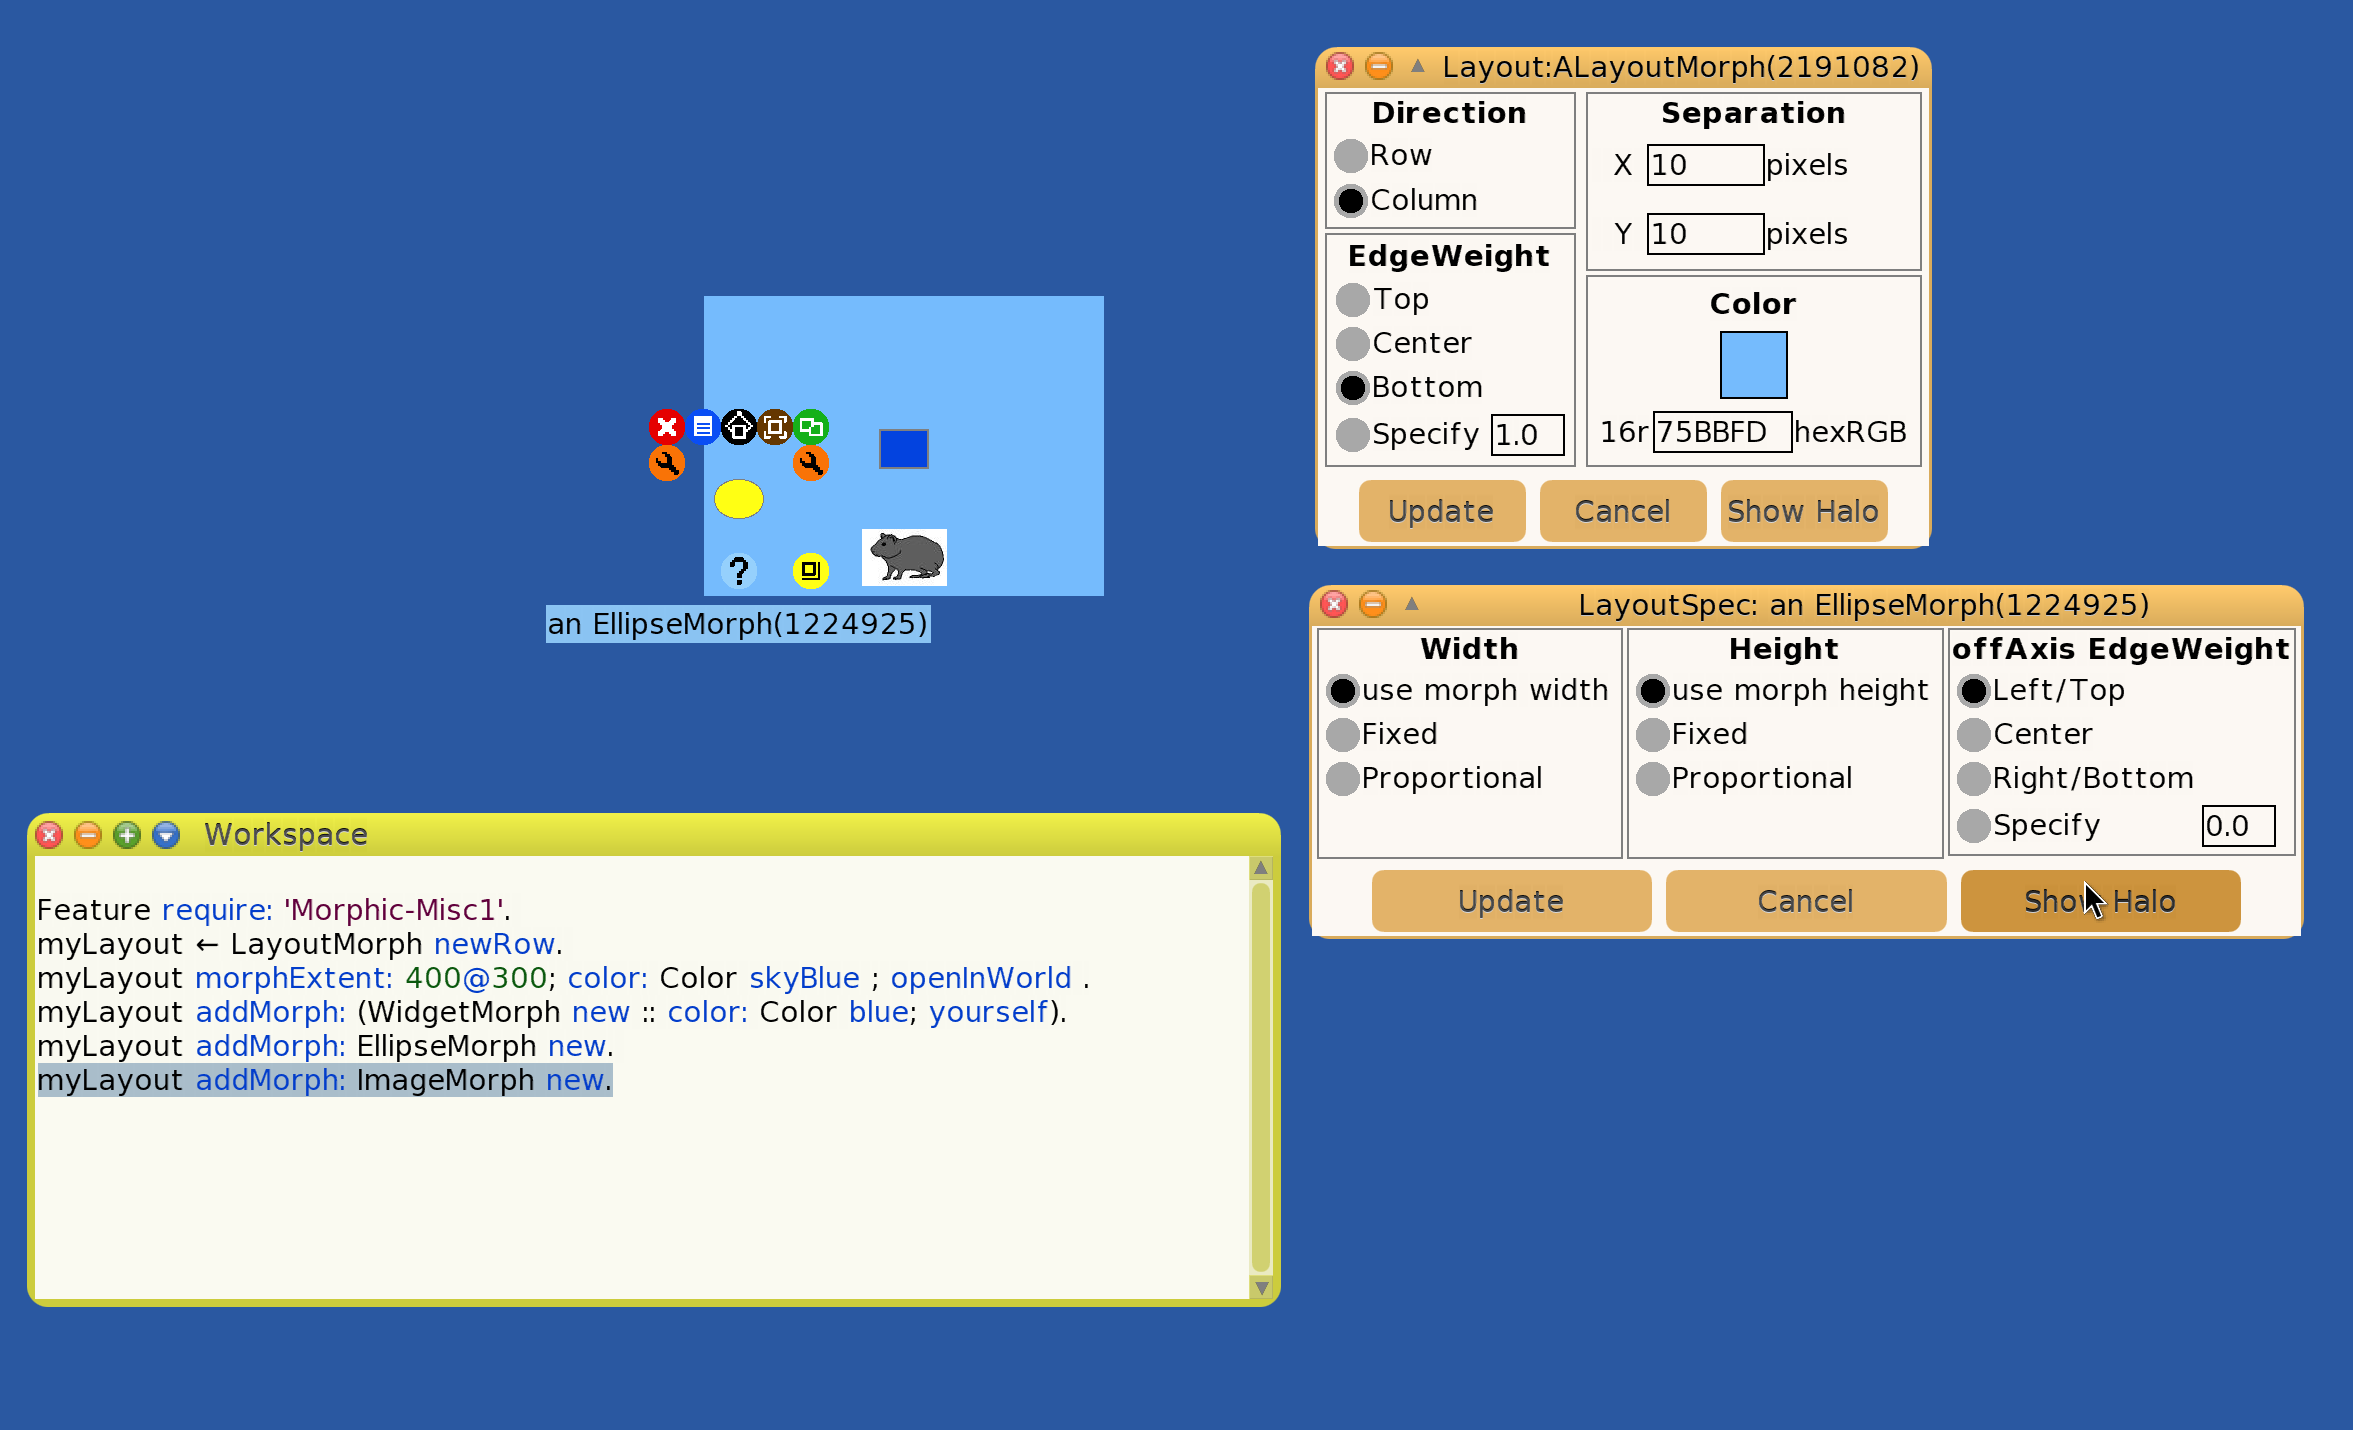 Layout:ALayoutMorph(2191082)
Direction
Row
Column
EdgeWeight
Top
Center
Bottom
Specify 1.0
Separation
X 10 pixels
Y 10 pixels
Color
16r 75BBFD hexRGB
Update Cancel Show Halo
?
an EllipseMorph(1224925)
LayoutSpec: an EllipseMorph(1224925)
Width
use morph width
Fixed
Proportional
Height
use morph height
Fixed
Proportional
offAxis EdgeWeight
Left/Top
Center
Right/Bottom
Specify 0.0
Update Cancel Show Halo
Workspace
Feature require: 'Morphic-Misc1'.
myLayout ← LayoutMorph newRow.
myLayout morphExtent: 400@300; color: Color skyBlue ; openInWorld .
myLayout addMorph: (WidgetMorph new :: color: Color blue; yourself).
myLayout addMorph: EllipseMorph new.
myLayout addMorph: ImageMorph new.